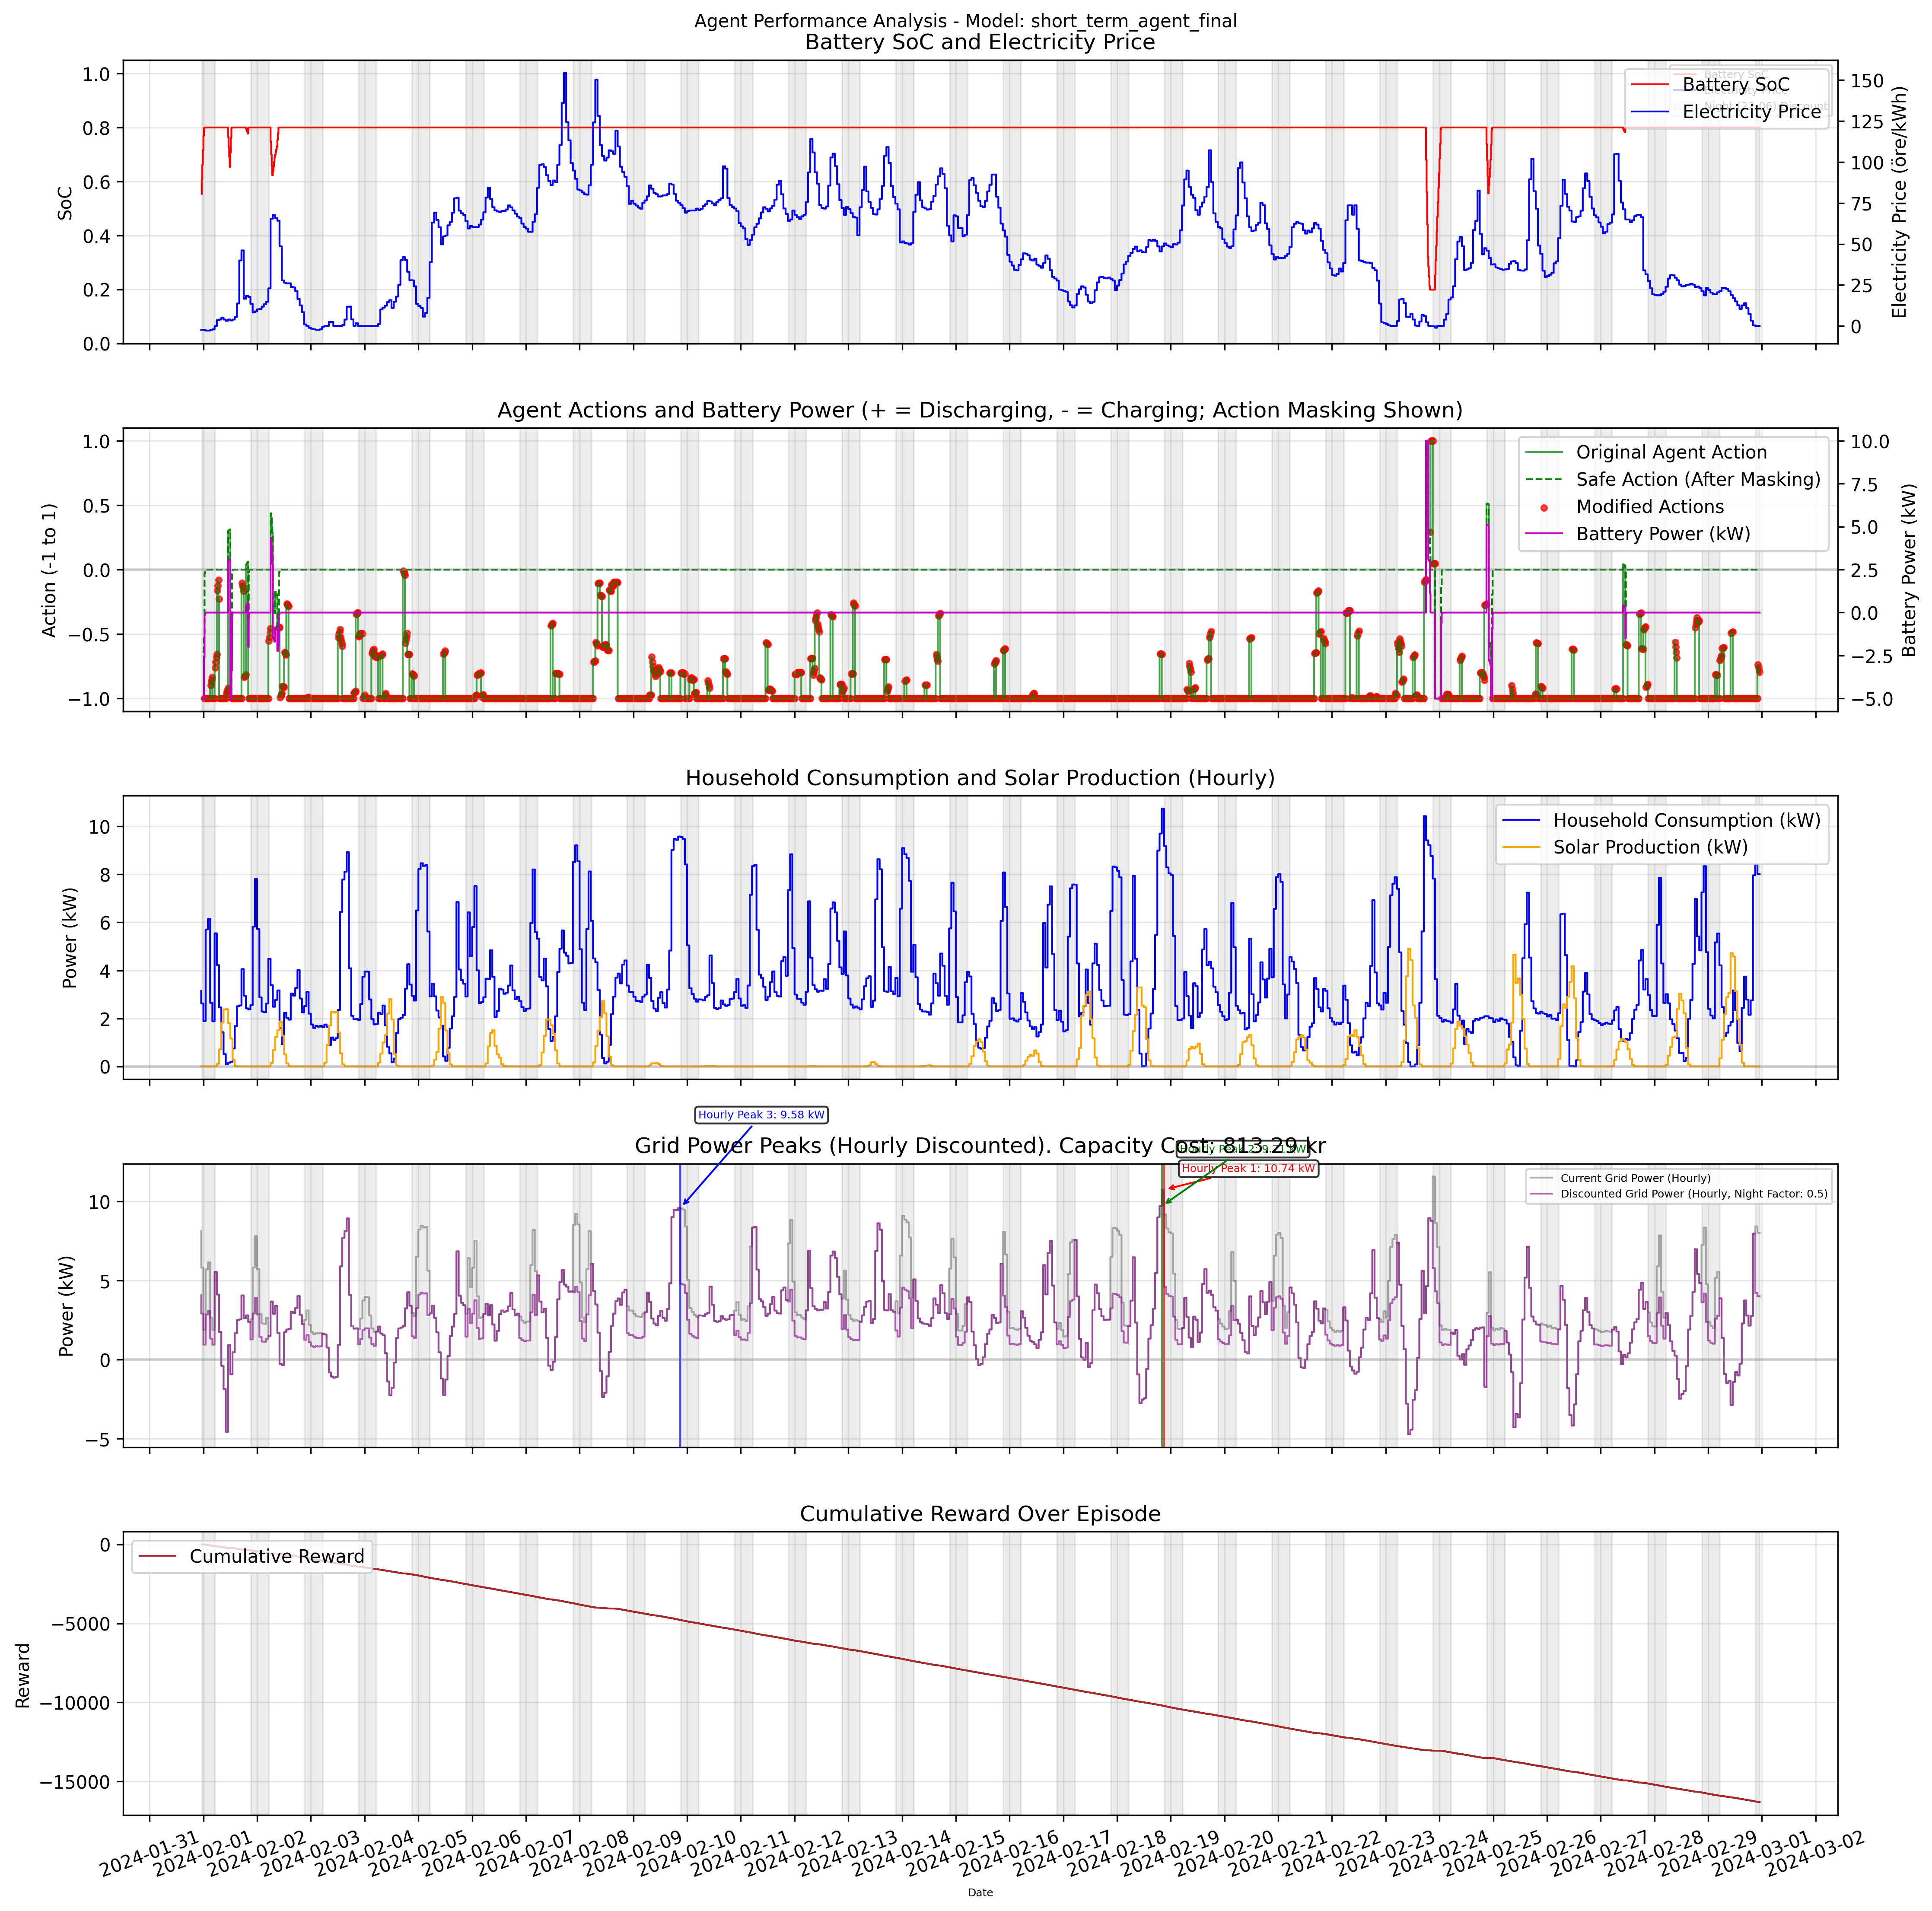 Agent Performance Analysis - Model: short_term_agent_final
Battery SoC and Electricity Price
1.0
0.8
0.6
0.4
0.2
0.0
SoC
150
125
100
75
50
25
0
Electricity Price (öre/kWh)
Battery SoC
Electricity Price
Agent Actions and Battery Power (+ = Discharging, - = Charging; Action Masking Shown)
1.0
0.5
0.0
−0.5
−1.0
Action (-1 to 1)
10.0
7.5
5.0
2.5
0.0
−2.5
−5.0
Battery Power (kW)
Original Agent Action
Safe Action (After Masking)
Modified Actions
Battery Power (kW)
Household Consumption and Solar Production (Hourly)
10
8
6
4
2
0
Power (kW)
Household Consumption (kW)
Solar Production (kW)
Hourly Peak 3: 9.58 kW
Grid Power Peaks (Hourly Discounted). Capacity Cost: 813.29 kr
Hourly Peak 1: 10.74 kW
10
5
0
−5
Power (kW)
Current Grid Power (Hourly)
Discounted Grid Power (Hourly, Night Factor: 0.5)
Cumulative Reward Over Episode
0
−5000
−10000
−15000
Reward
Cumulative Reward
2024-01-31
2024-02-01
2024-02-02
2024-02-03
2024-02-04
2024-02-05
2024-02-06
2024-02-07
2024-02-08
2024-02-09
2024-02-10
2024-02-11
2024-02-12
2024-02-13
2024-02-14
2024-02-15
2024-02-16
2024-02-17
2024-02-18
2024-02-19
2024-02-20
2024-02-21
2024-02-22
2024-02-23
2024-02-24
2024-02-25
2024-02-26
2024-02-27
2024-02-28
2024-02-29
2024-03-01
2024-03-02
Date